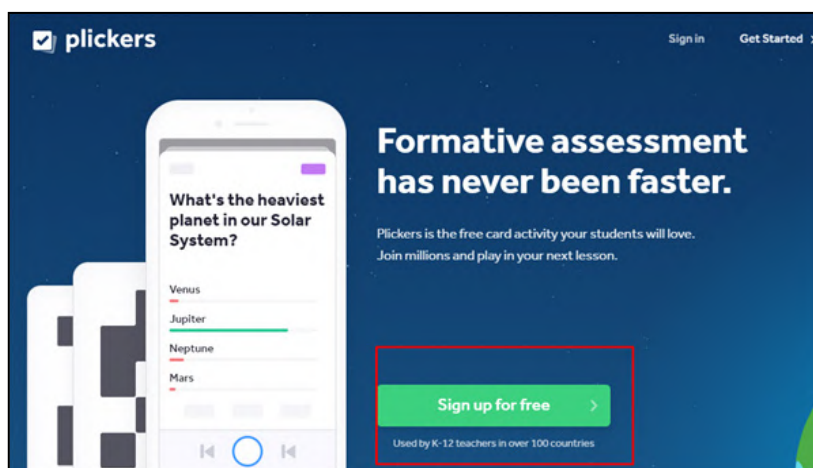 plickers
Sign in
Get Started
Formative assessment
has never been faster.
Plickers is the free card activity your students will love.
Join millions and play in your next lesson.
What's the heaviest
planet in our Solar
System?
Venus
Jupiter
Neptune
Mars
Sign up for free
Used by K-12 teachers in over 100 countries